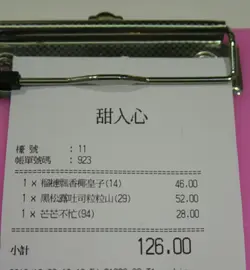 甜入心
檯 號 : 11
帳單號碼 : 923
1 × 榴槤飄香椰皇子(14) 46.00
1 × 黑松露吐司粒粒山(29) 52.00
1 × 芒芒不忙(94) 28.00
小計 126.00